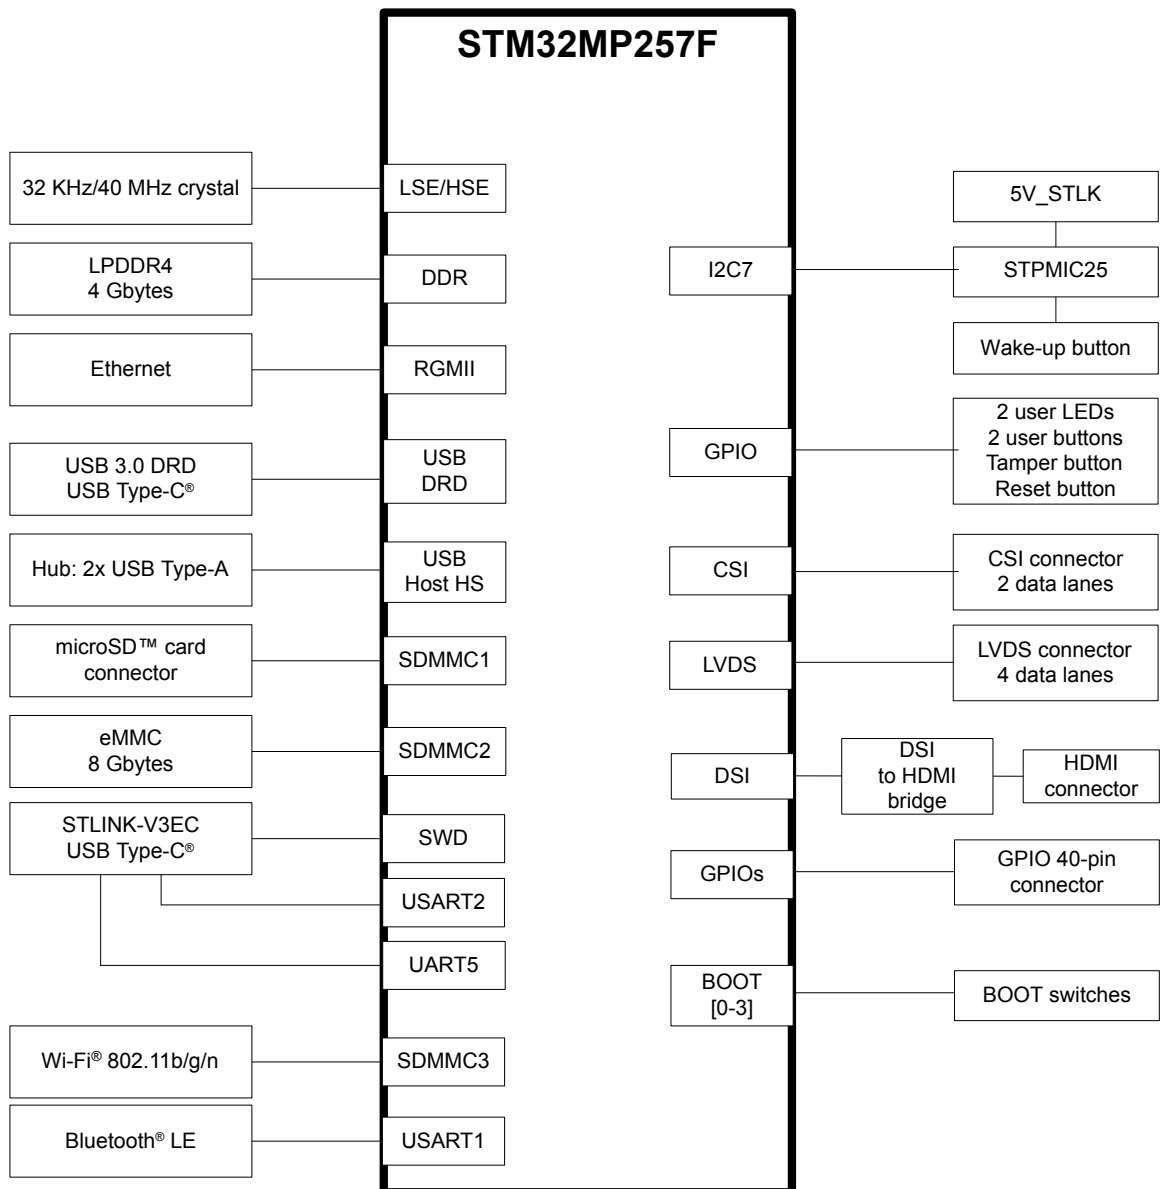 STM32MP257F
32 KHz/40 MHz crystal
LSE/HSE
LPDDR4
4 Gbytes
DDR
Ethernet
RGMII
USB 3.0 DRD
USB Type-C®
USB
DRD
Hub: 2x USB Type-A
USB
Host HS
microSD™ card
connector
SDMMC1
eMMC
8 Gbytes
SDMMC2
STLINK-V3EC
USB Type-C®
SWD
USART2
UART5
Wi-Fi® 802.11b/g/n
SDMMC3
Bluetooth® LE
USART1
5V_STLK
I2C7
STPMIC25
Wake-up button
GPIO
2 user LEDs
2 user buttons
Tamper button
Reset button
CSI
CSI connector
2 data lanes
LVDS
LVDS connector
4 data lanes
DSI
DSI
to HDMI
bridge
HDMI
connector
GPIOs
GPIO 40-pin
connector
BOOT
[0-3]
BOOT switches